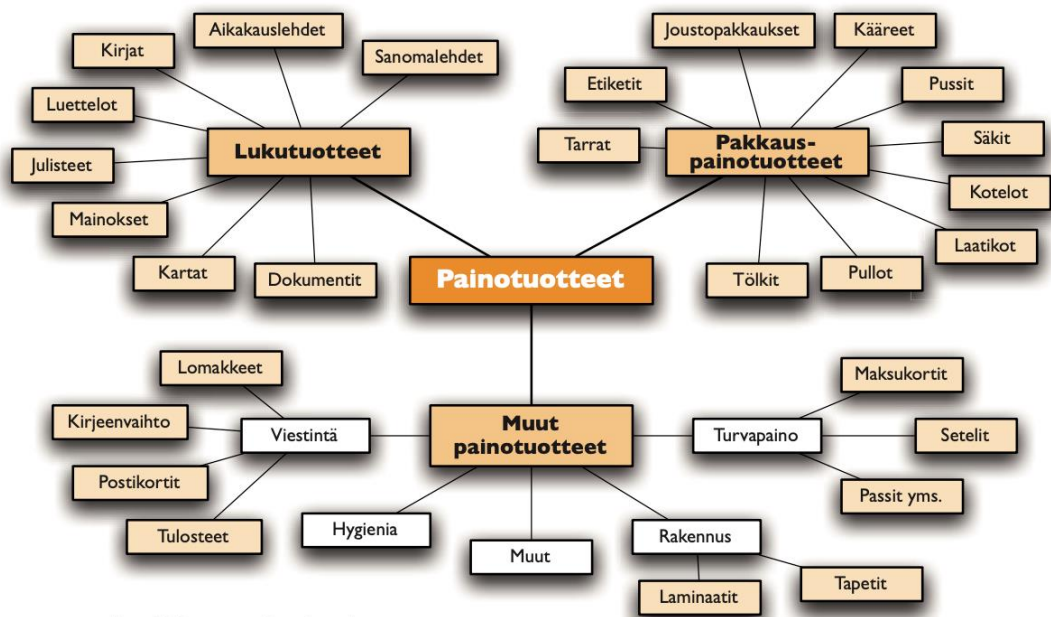 Aikakauslehdet
Kirjat
Sanomalehdet
Luettelot
Lukutuotteet
Julisteet
Mainokset
Kartat
Dokumentit
Joustopakkaukset
Kääreet
Etiketit
Pussit
Tarrat
Pakkaus-
painotuotteet
Säkit
Kotelot
Laatikot
Tölkit
Pullot
Painotuotteet
Lomakkeet
Kirjeenvaihto
Viestintä
Postikortit
Tulosteet
Muut
painotuotteet
Maksukortit
Turvapaino
Setelit
Passit yms.
Hygienia
Muut
Rakennus
Laminaatit
Tapetit